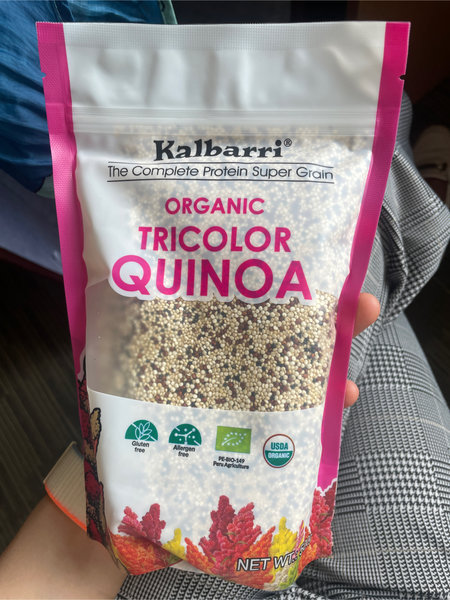 Kalbarri®
The Complete Protein Super Grain
ORGANIC
TRICOLOR
QUINOA
Gluten
free
Allergen
free
PE-BIO-149
Peru Agriculture
USDA
ORGANIC
NET WT